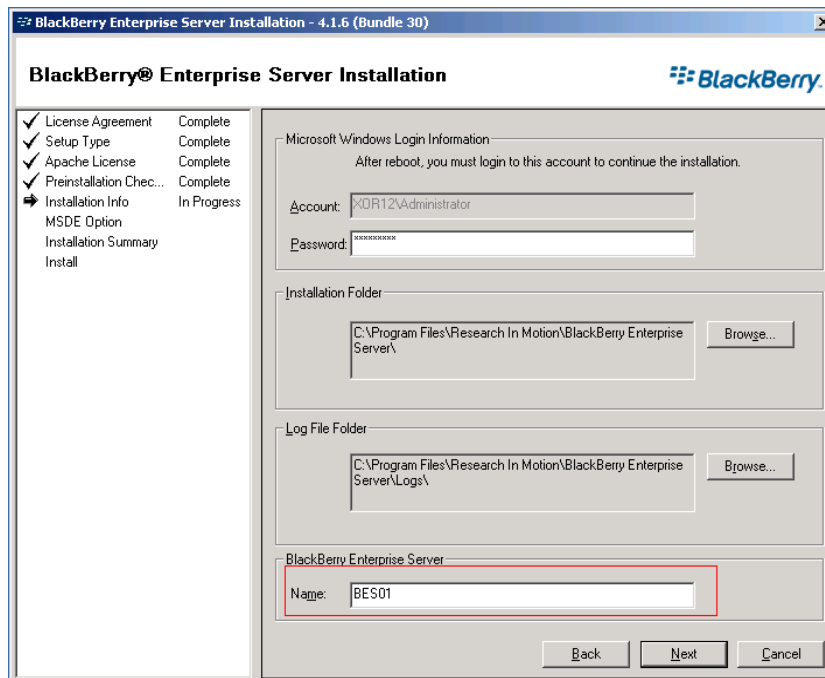 BlackBerry Enterprise Server Installation - 4.1.6 (Bundle 30)
BlackBerry® Enterprise Server Installation
BlackBerry.
License Agreement Complete
Setup Type Complete
Apache License Complete
Preinstallation Chec... Complete
Installation Info In Progress
MSDE Option
Installation Summary
Install
Microsoft Windows Login Information
After reboot, you must login to this account to continue the installation.
Account: XOR12\Administrator
Password: *********
Installation Folder
C:\Program Files\Research In Motion\BlackBerry Enterprise
Server\
Browse...
Log File Folder
C:\Program Files\Research In Motion\BlackBerry Enterprise
Server\Logs\
Browse...
BlackBerry Enterprise Server
Name: BES01
Back Next Cancel